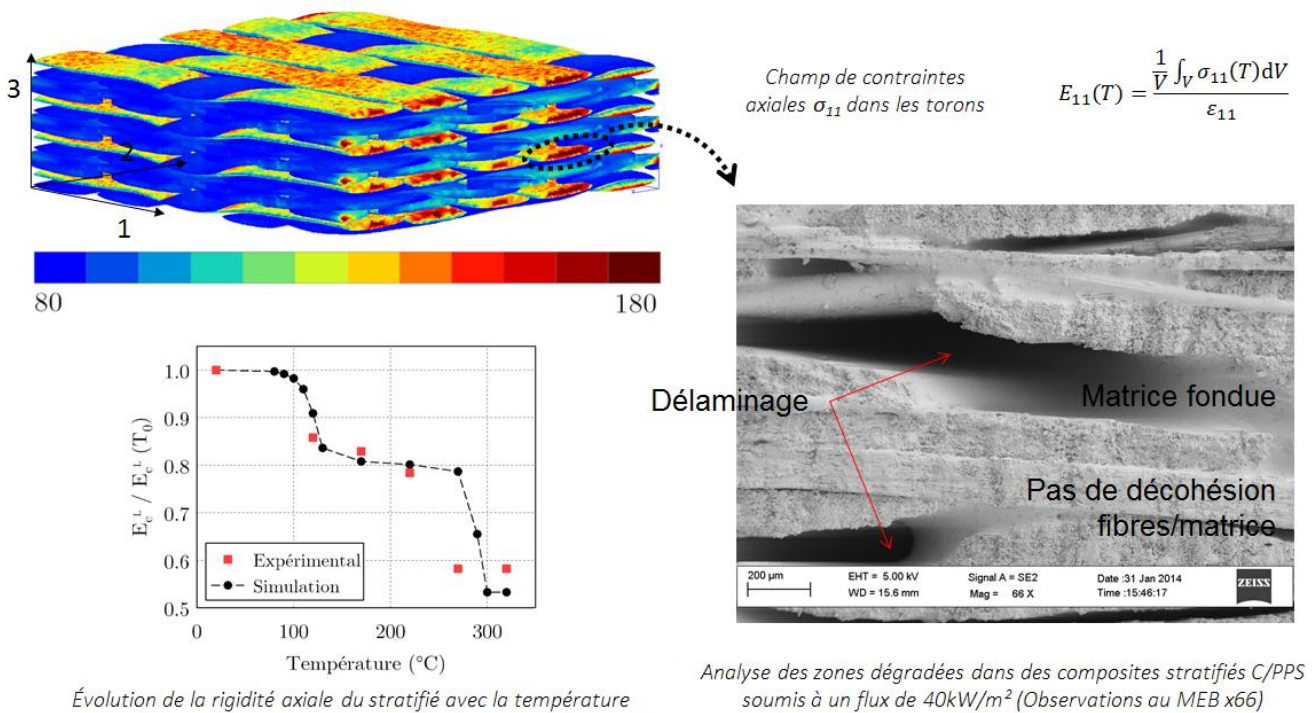 3
2
1
80
180
Champ de contraintes
axiales σ11 dans les torons
E11(T) = 1/V ∫V σ11(T)dV / ε11
1.0
0.9
0.8
0.7
0.6
0.5
E_c^L / E_c^L (T0)
Expérimental
Simulation
0 100 200 300
Température (°C)
Évolution de la rigidité axiale du stratifié avec la température
Délaminage
Matrice fondue
Pas de décohésion
fibres/matrice
200 µm
EHT = 5.00 kV
WD = 15.6 mm
Signal A = SE2
Mag = 66 X
Date :31 Jan 2014
Time :15:46:17
ZEISS
Analyse des zones dégradées dans des composites stratifiés C/PPS
soumis à un flux de 40kW/m² (Observations au MEB x66)